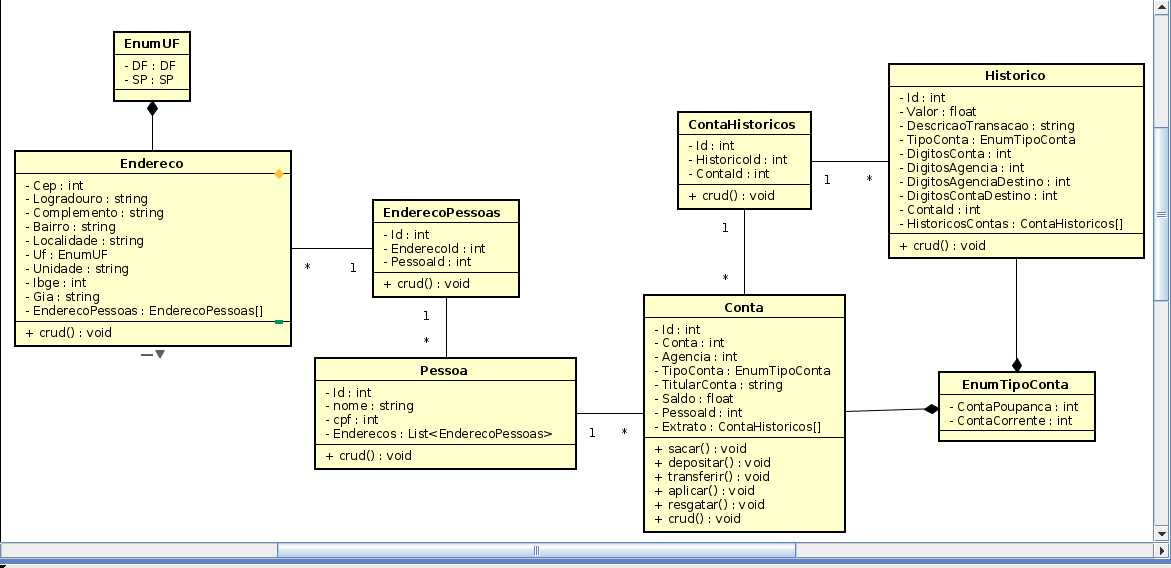 EnumUF
- DF : DF
- SP : SP
Endereco
- Cep : int
- Logradouro : string
- Complemento : string
- Bairro : string
- Localidade : string
- Uf : EnumUF
- Unidade : string
- Ibge : int
- Gia : string
- EnderecoPessoas : EnderecoPessoas[]
+ crud() : void
* 1
EnderecoPessoas
- Id : int
- EnderecoId : int
- PessoaId : int
+ crud() : void
1
*
Pessoa
- Id : int
- nome : string
- cpf : int
- Enderecos : List<EnderecoPessoas>
+ crud() : void
1 *
ContaHistoricos
- Id : int
- HistoricoId : int
- ContaId : int
+ crud() : void
1 *
1
*
Conta
- Id : int
- Conta : int
- Agencia : int
- TipoConta : EnumTipoConta
- TitularConta : string
- Saldo : float
- PessoaId : int
- Extrato : ContaHistoricos[]
+ sacar() : void
+ depositar() : void
+ transferir() : void
+ aplicar() : void
+ resgatar() : void
+ crud() : void
Historico
- Id : int
- Valor : float
- DescricaoTransacao : string
- TipoConta : EnumTipoConta
- DigitosConta : int
- DigitosAgencia : int
- DigitosAgenciaDestino : int
- DigitosContaDestino : int
- ContaId : int
- HistoricosContas : ContaHistoricos[]
+ crud() : void
EnumTipoConta
- ContaPoupanca : int
- ContaCorrente : int